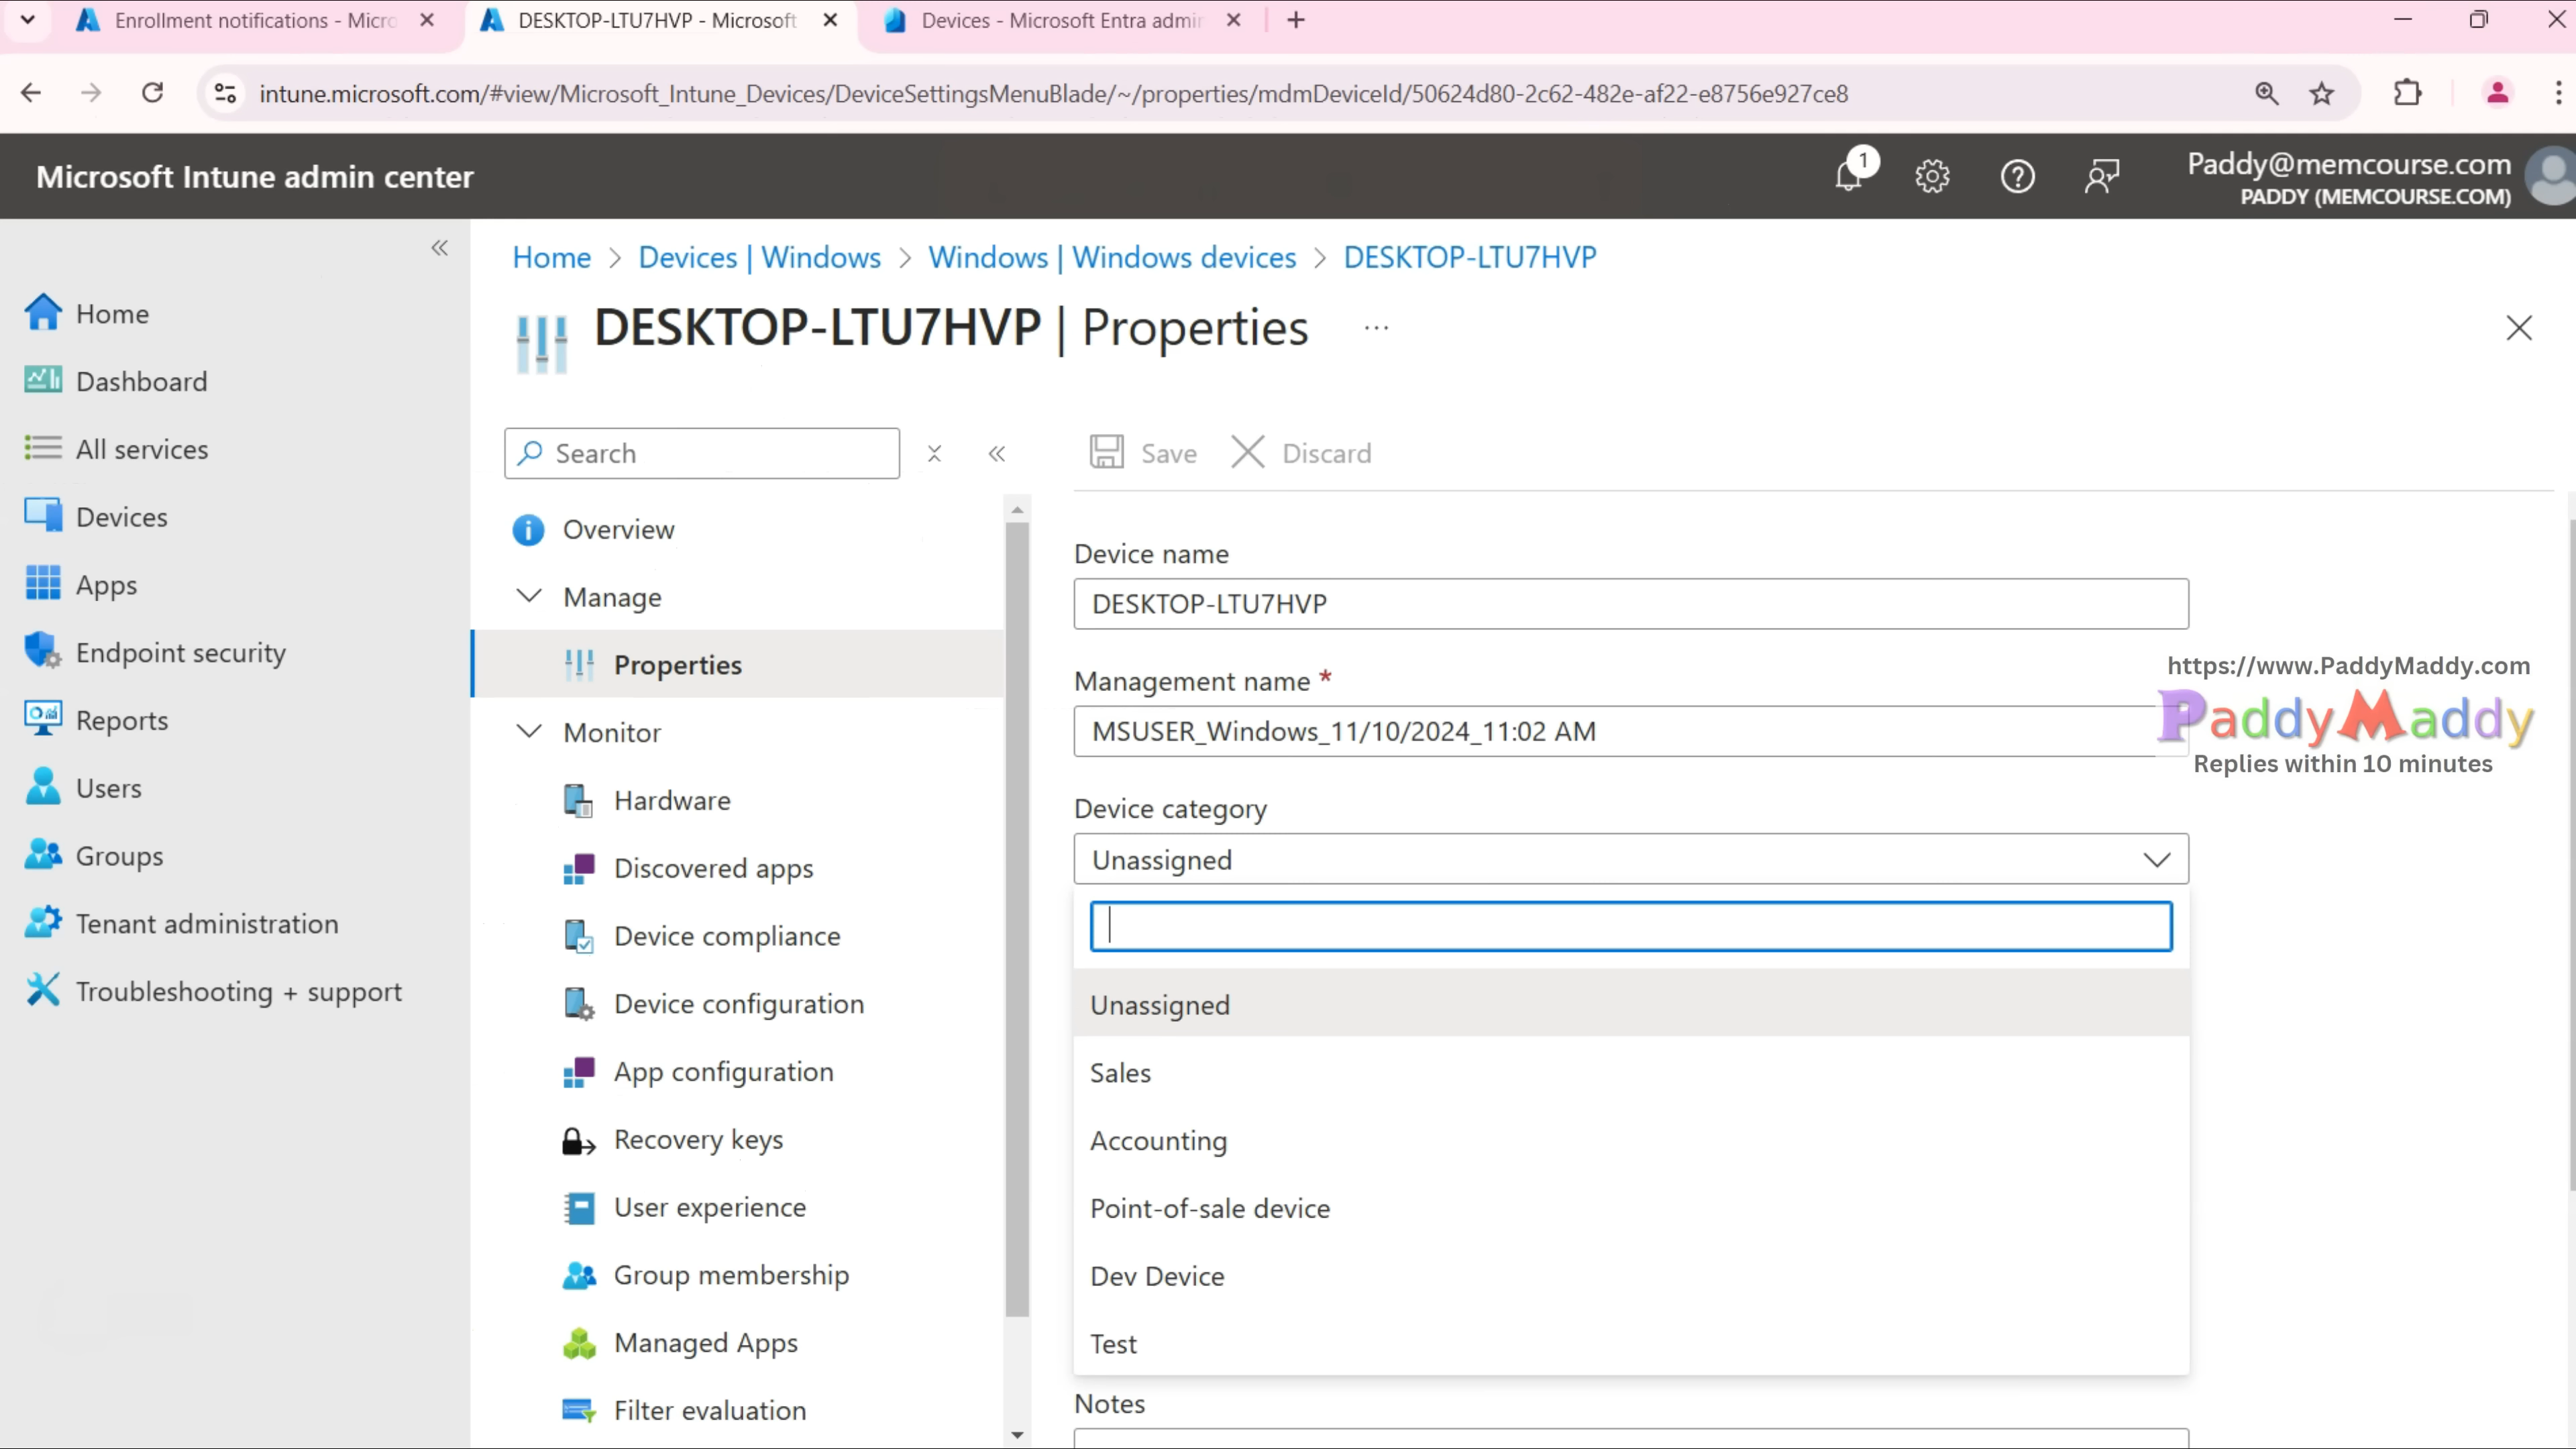 Enrollment notifications - Micro
DESKTOP-LTU7HVP - Microsoft
Devices - Microsoft Entra admin
intune.microsoft.com/#view/Microsoft_Intune_Devices/DeviceSettingsMenuBlade/~/properties/mdmDeviceId/50624d80-2c62-482e-af22-e8756e927ce8
Microsoft Intune admin center
1
Paddy@memcourse.com
PADDY (MEMCOURSE.COM)
Home > Devices | Windows > Windows | Windows devices > DESKTOP-LTU7HVP
DESKTOP-LTU7HVP | Properties ...
Home
Dashboard
All services
Devices
Apps
Endpoint security
Reports
Users
Groups
Tenant administration
Troubleshooting + support
Search
Overview
Manage
Properties
Monitor
Hardware
Discovered apps
Device compliance
Device configuration
App configuration
Recovery keys
User experience
Group membership
Managed Apps
Filter evaluation
Save Discard
Device name
DESKTOP-LTU7HVP
Management name *
MSUSER_Windows_11/10/2024_11:02 AM
Device category
Unassigned
Unassigned
Sales
Accounting
Point-of-sale device
Dev Device
Test
Notes
https://www.PaddyMaddy.com
PaddyMaddy
Replies within 10 minutes